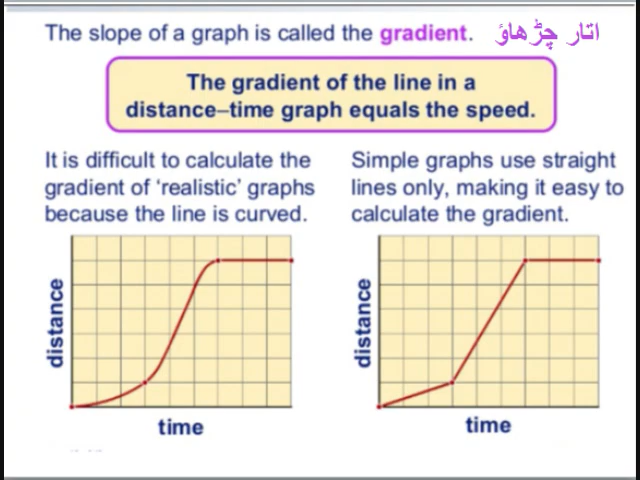 The slope of a graph is called the gradient. اتار چڑھاؤ
The gradient of the line in a
distance–time graph equals the speed.
It is difficult to calculate the
gradient of ‘realistic’ graphs
because the line is curved.
Simple graphs use straight
lines only, making it easy to
calculate the gradient.
distance
time
distance
time